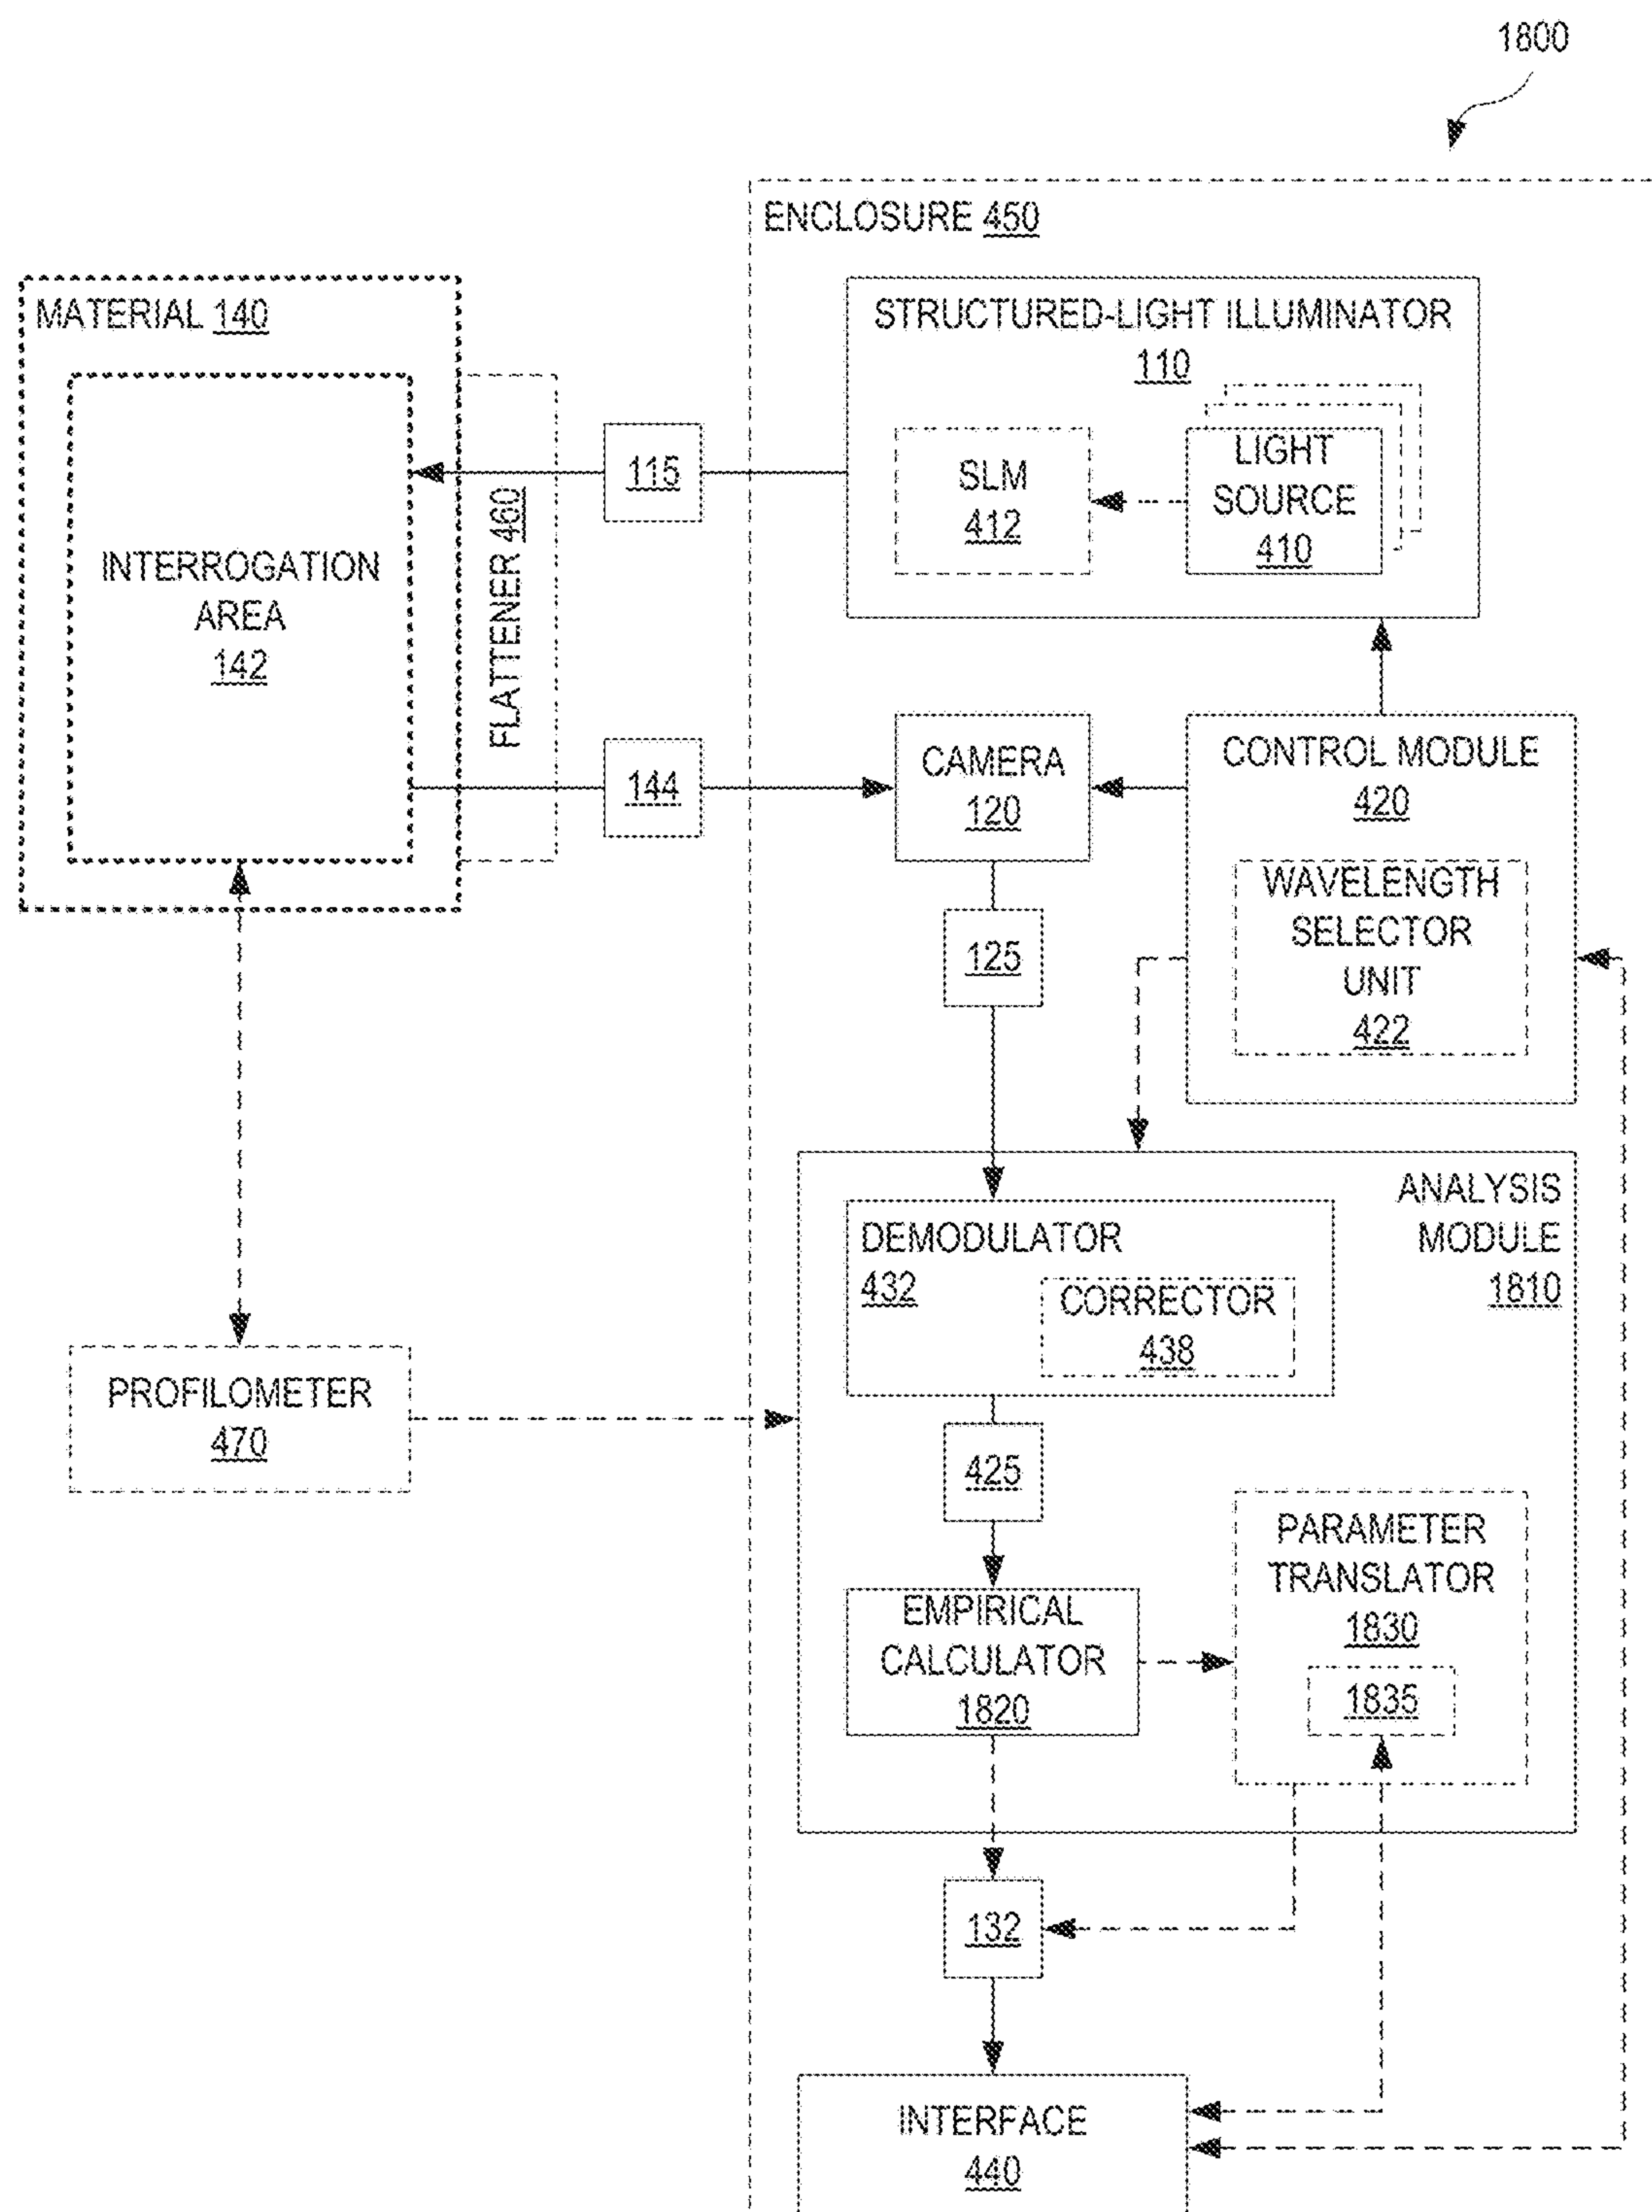 1800
ENCLOSURE 450
MATERIAL 140
STRUCTURED-LIGHT ILLUMINATOR
110
SLM
412
LIGHT
SOURCE
410
115
FLATTENER 460
INTERROGATION
AREA
142
144
CAMERA
120
CONTROL MODULE
420
WAVELENGTH
SELECTOR
UNIT
422
125
ANALYSIS
MODULE
1810
DEMODULATOR
432
CORRECTOR
438
PROFILOMETER
470
425
PARAMETER
TRANSLATOR
1830
1835
EMPIRICAL
CALCULATOR
1820
132
INTERFACE
440